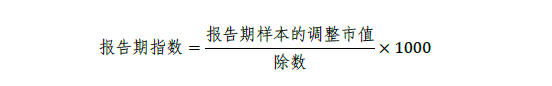 报告期指数 = 报告期样本的调整市值 / 除数 × 1000